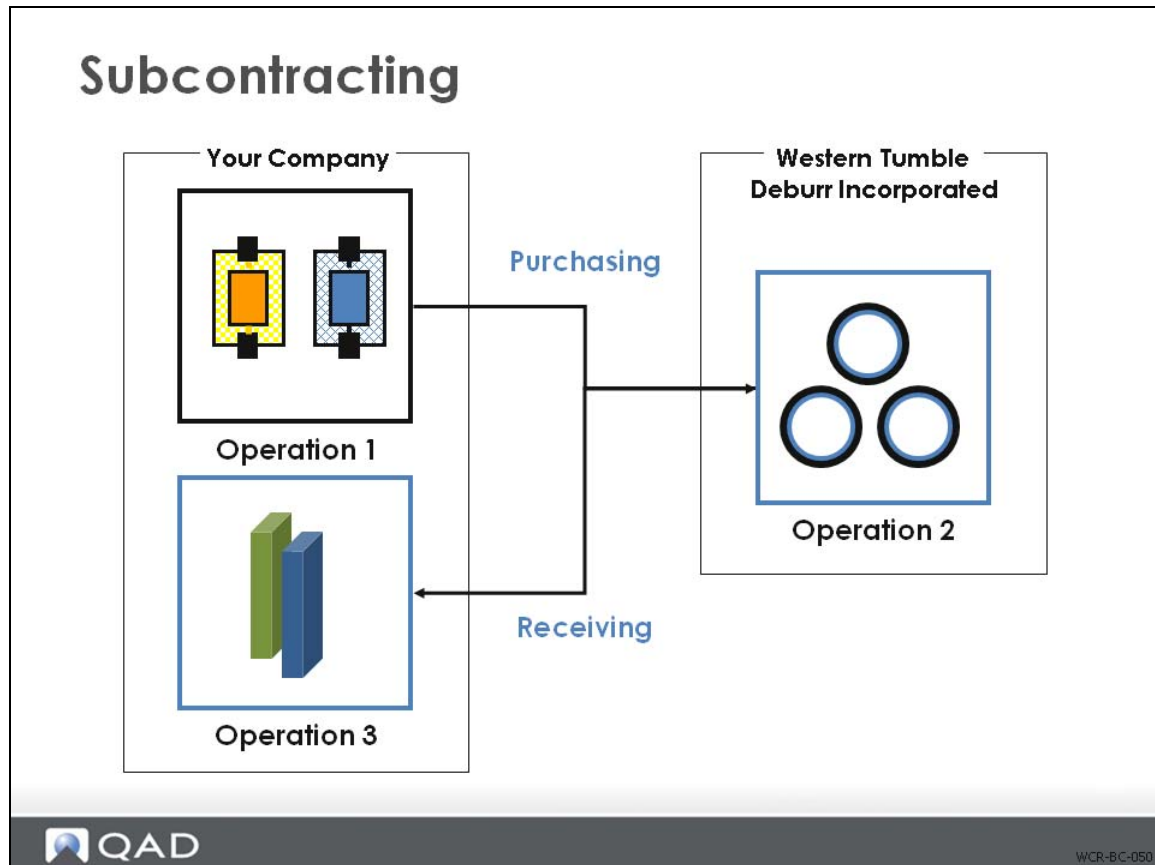 Subcontracting
Your Company
Western Tumble
Deburr Incorporated
Purchasing
Operation 1
Operation 2
Receiving
Operation 3
QAD
WCR-BC-050